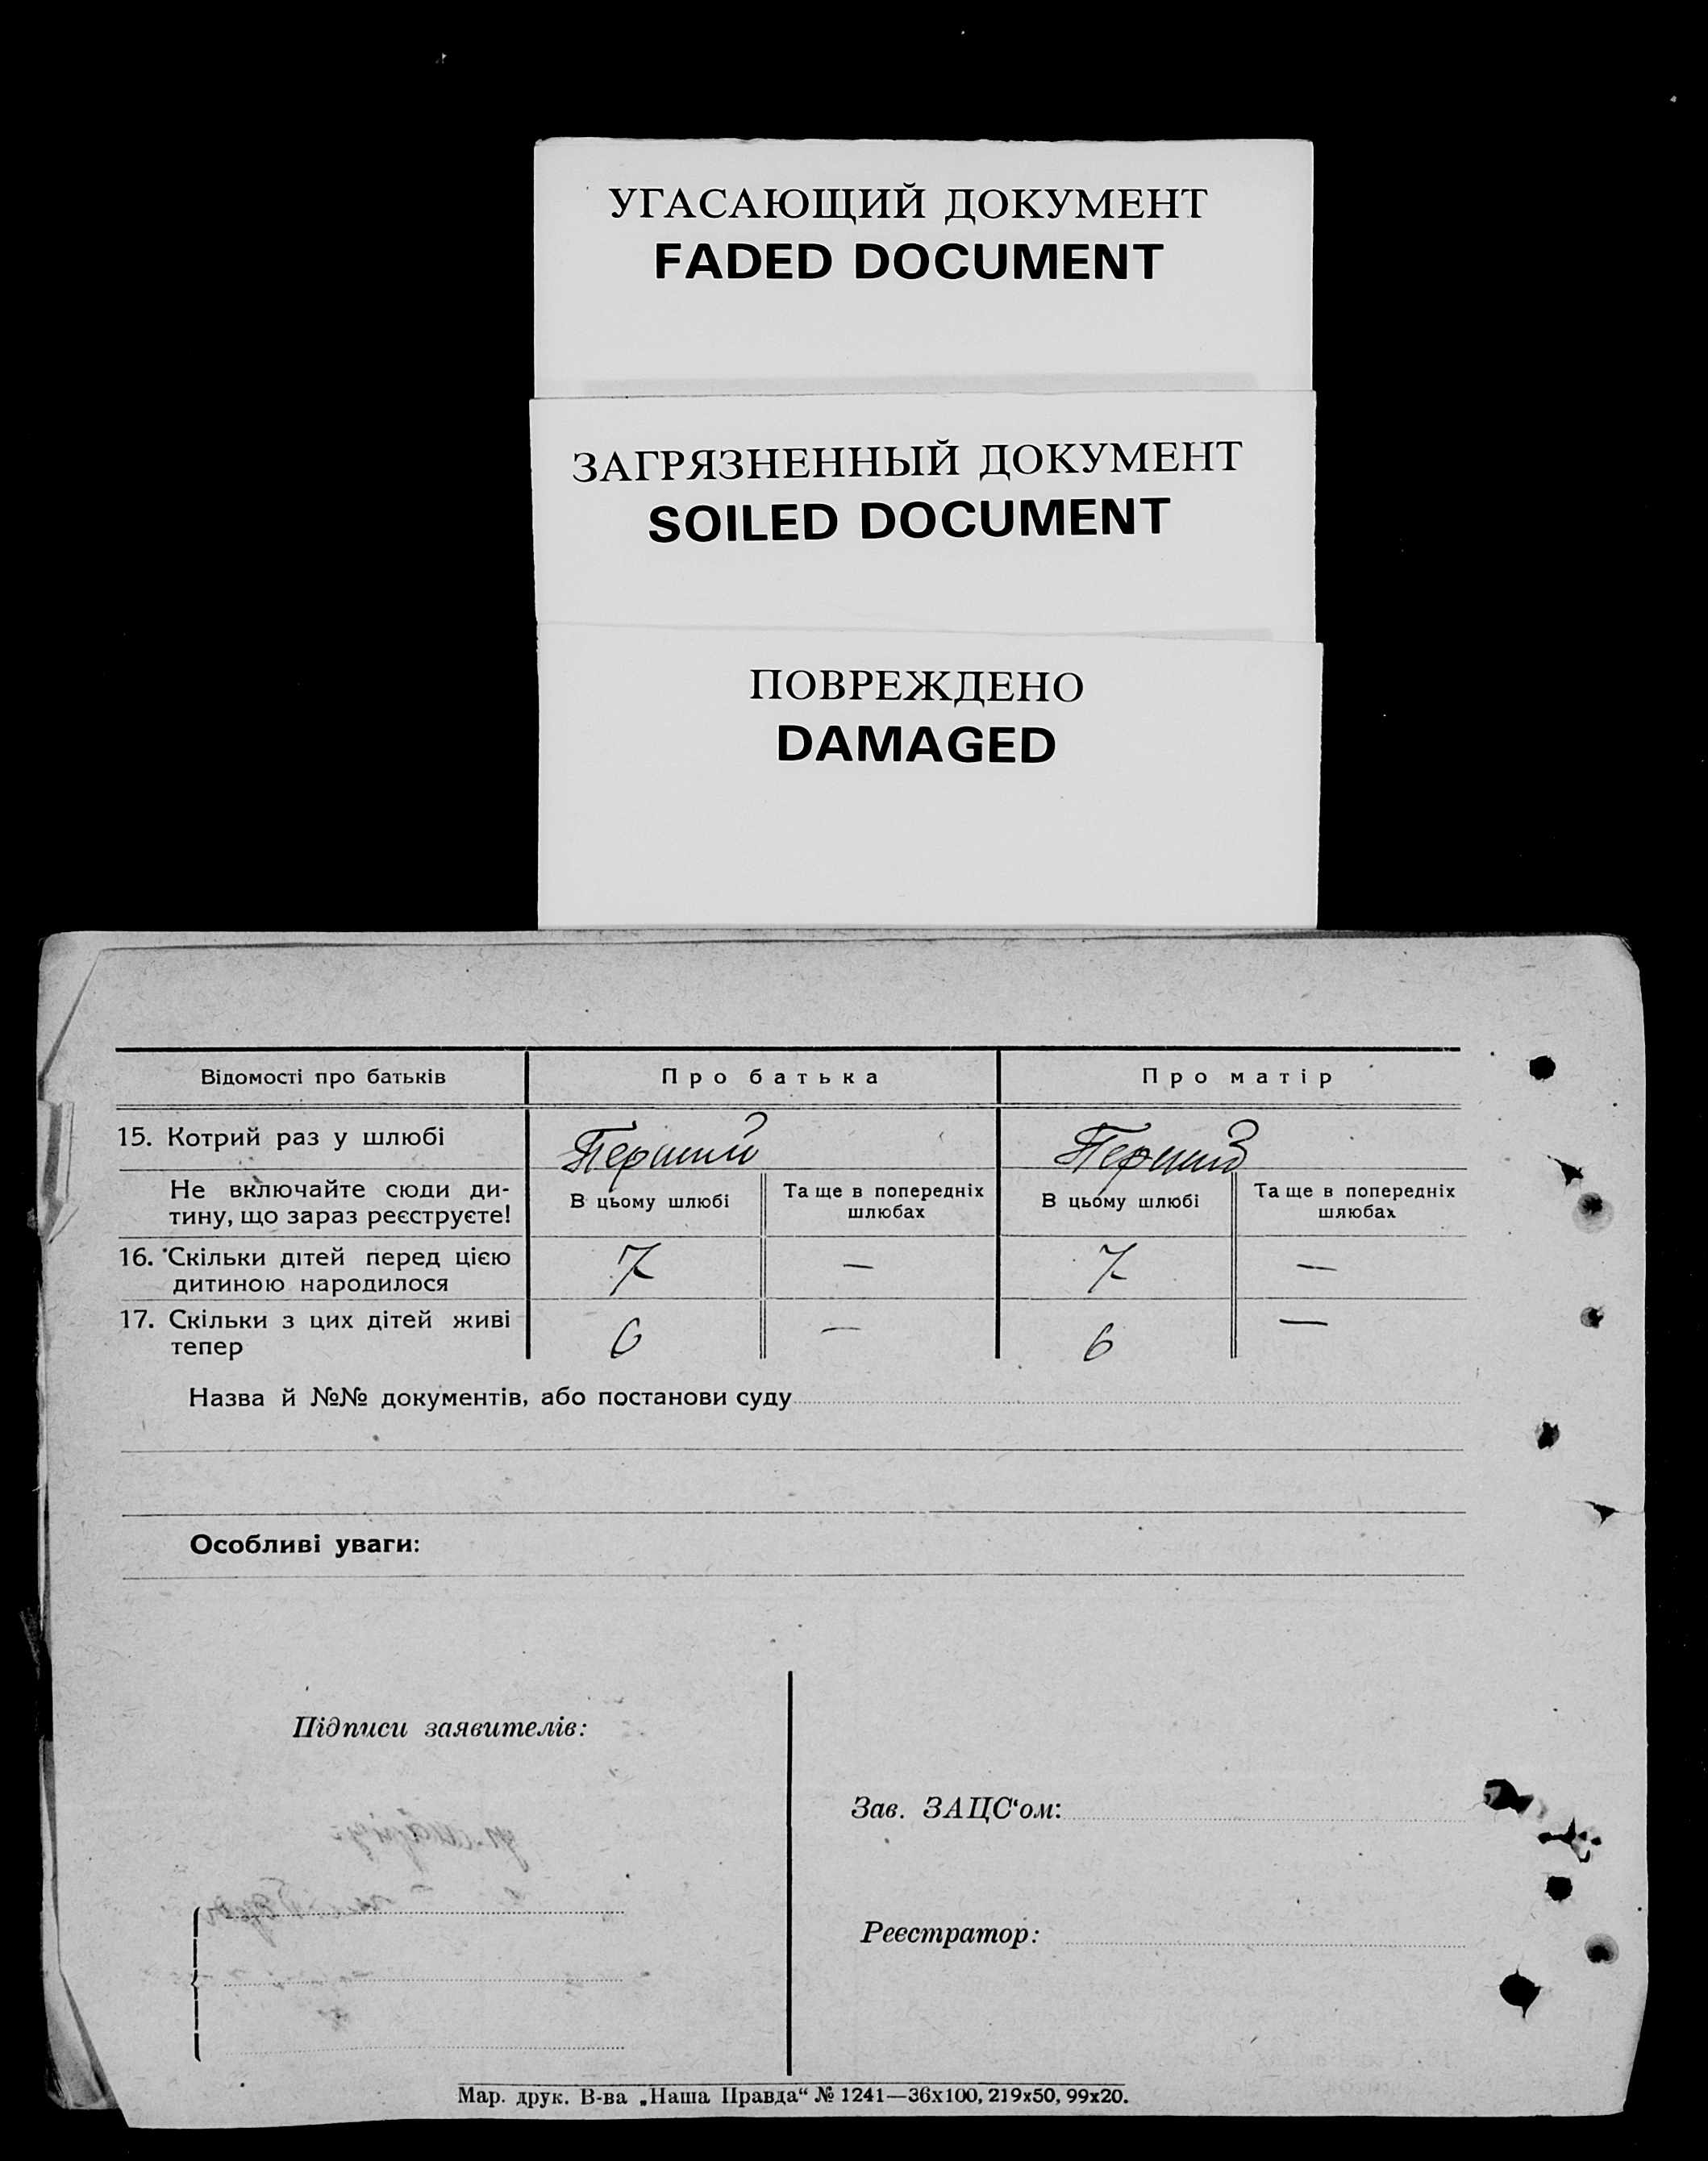 УГАСАЮЩИЙ ДОКУМЕНТ
FADED DOCUMENT
ЗАГРЯЗНЕННЫЙ ДОКУМЕНТ
SOILED DOCUMENT
ПОВРЕЖДЕНО
DAMAGED
Відомості про батьків Про батька Про матір
15. Котрий раз у шлюбі Перший Перший
Не включайте сюди ди-
тину, що зараз реєструєте!
В цьому шлюбі Та ще в попередніх
шлюбах
В цьому шлюбі Та ще в попередніх
шлюбах
16. Скільки дітей перед цією
дитиною народилося
7 — 7 —
17. Скільки з цих дітей живі
тепер
6 — 6 —
Назва й №№ документів, або постанови суду
Особливі уваги:
Підписи заявителів:
Зав. ЗАЦС‘ом:
Реєстратор:
Мар. друк. В-ва „Наша Правда“ № 1241—36х100, 219х50, 99х20.